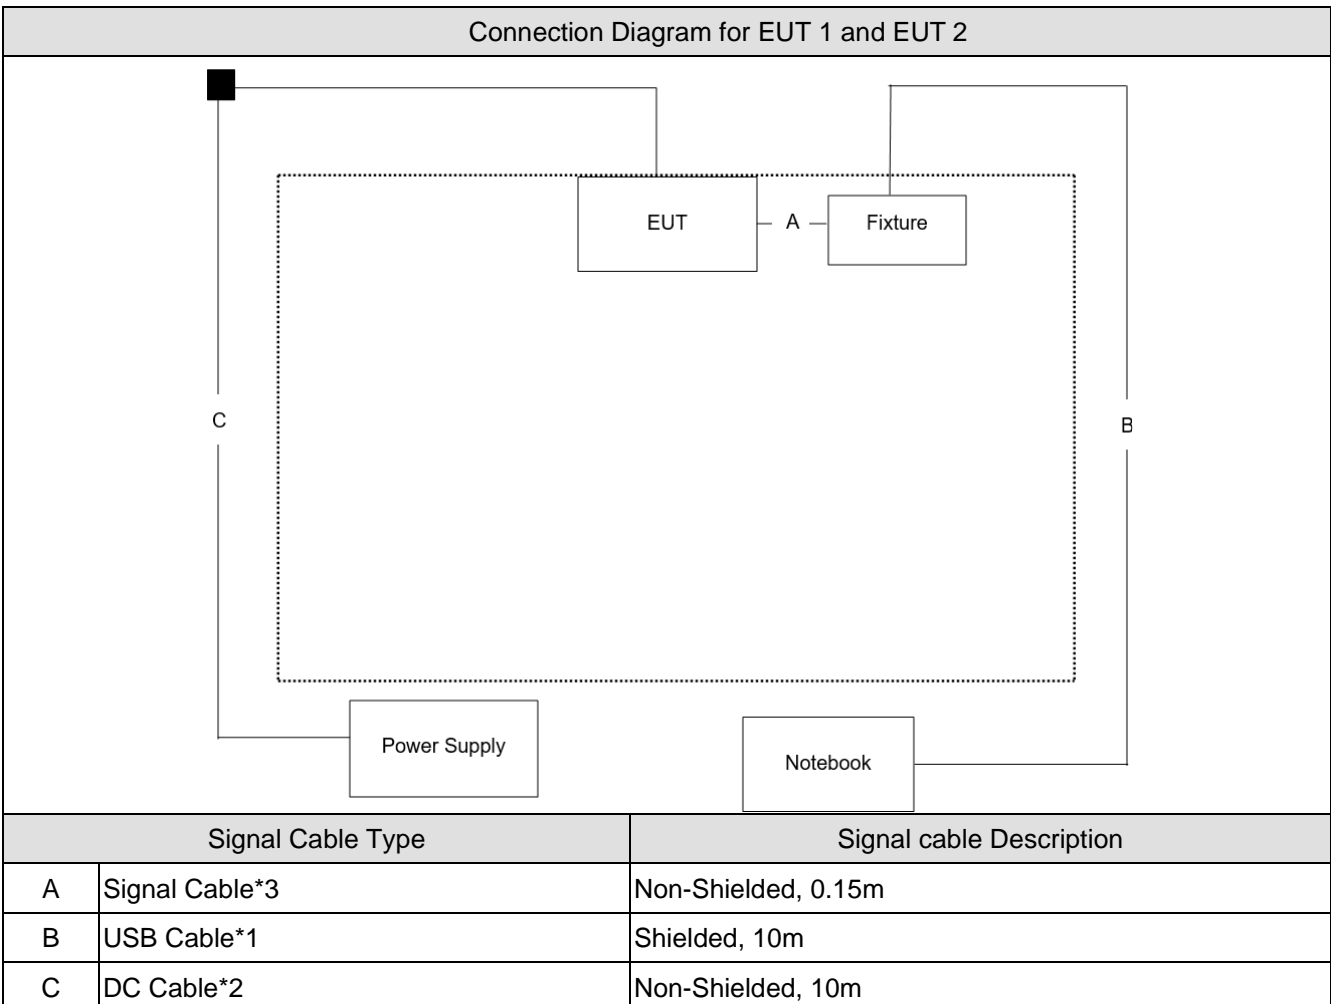 Connection Diagram for EUT 1 and EUT 2
EUT
A
Fixture
C
B
Power Supply
Notebook
Signal Cable Type
Signal cable Description
A
Signal Cable*3
Non-Shielded, 0.15m
B
USB Cable*1
Shielded, 10m
C
DC Cable*2
Non-Shielded, 10m